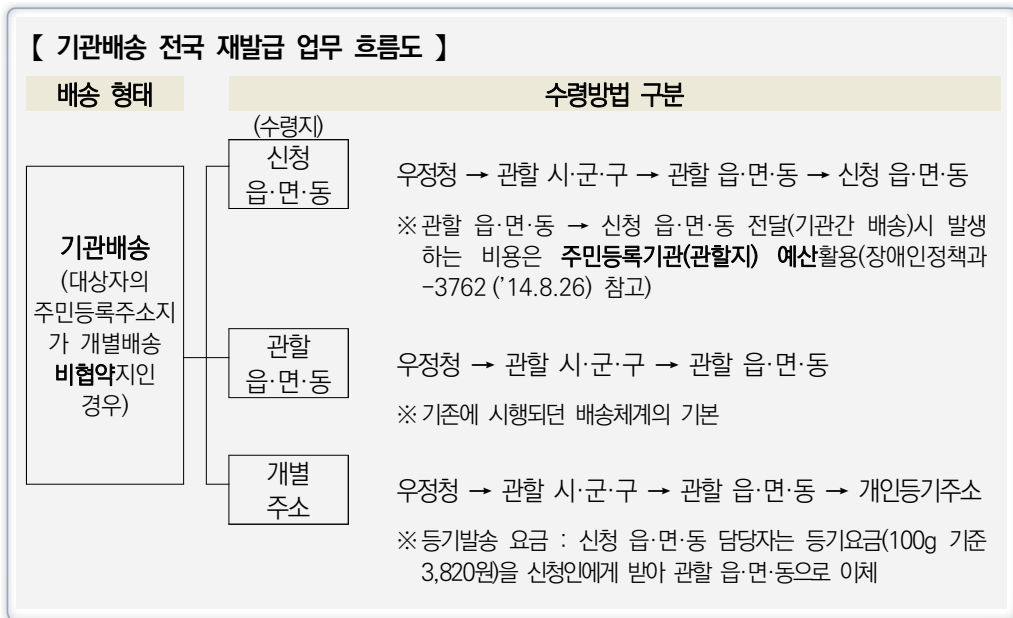 【 기관배송 전국 재발급 업무 흐름도 】
배송 형태
수령방법 구분
기관배송
(대상자의
주민등록주소지
가 개별배송
비협약지인
경우)
(수령지)
신청
읍·면·동
우정청 → 관할 시·군·구 → 관할 읍·면·동 → 신청 읍·면·동
※ 관할 읍·면·동 → 신청 읍·면·동 전달(기관간 배송)시 발생
하는 비용은 주민등록기관(관할지) 예산활용(장애인정책과
-3762 (’14.8.26) 참고)
관할
읍·면·동
우정청 → 관할 시·군·구 → 관할 읍·면·동
※ 기존에 시행되던 배송체계의 기본
개별
주소
우정청 → 관할 시·군·구 → 관할 읍·면·동 → 개인등기주소
※ 등기발송 요금 : 신청 읍·면·동 담당자는 등기요금(100g 기준
3,820원)을 신청인에게 받아 관할 읍·면·동으로 이체